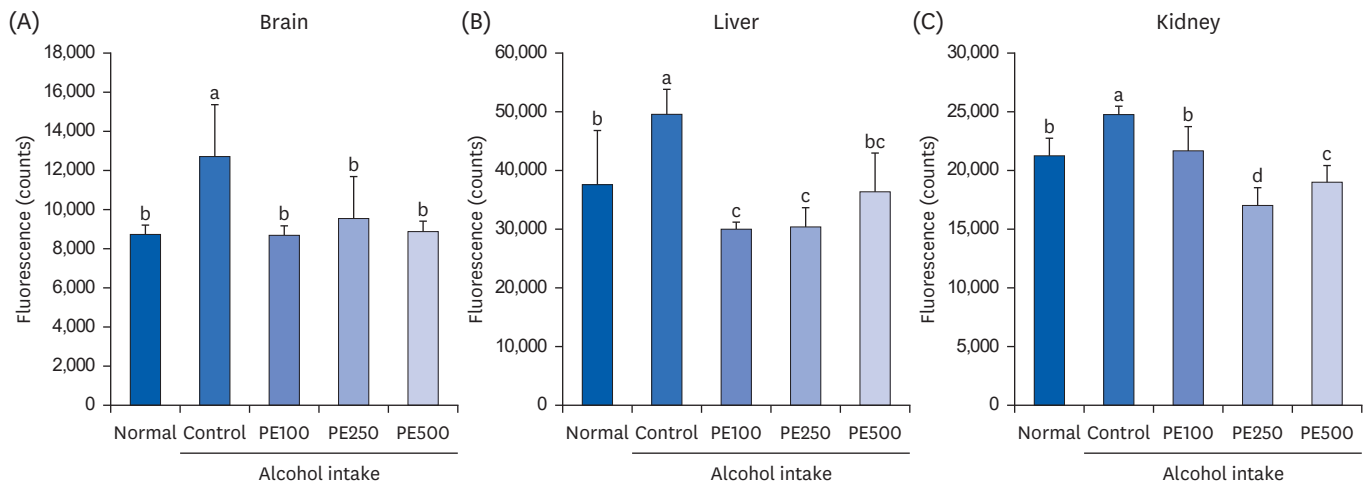 (A) Brain
18,000
16,000
14,000
12,000
10,000
8,000
6,000
4,000
2,000
0
Fluorescence (counts)
b
a
b
b
b
Normal Control PE100 PE250 PE500
Alcohol intake
(B) Liver
60,000
50,000
40,000
30,000
20,000
10,000
0
Fluorescence (counts)
b
a
c
c
bc
Normal Control PE100 PE250 PE500
Alcohol intake
(C) Kidney
30,000
25,000
20,000
15,000
10,000
5,000
0
Fluorescence (counts)
b
a
b
d
c
Normal Control PE100 PE250 PE500
Alcohol intake